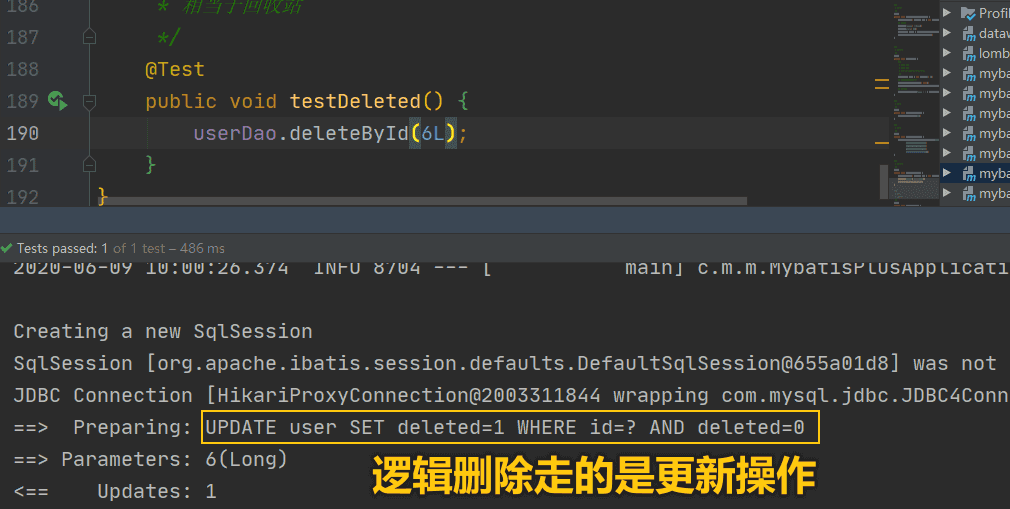 186 * 相当于回收站
187 */
188 @Test
189 public void testDeleted() {
190 userDao.deleteById(6L);
191 }
192 }
Profil
dataw
lomb
myba
myba
myba
myba
myba
myba
myba
Tests passed: 1 of 1 test – 486 ms
2020-06-09 10:00:26.374 INFO 8704 --- [ main] c.m.m.MybatisPlusApplicati
Creating a new SqlSession
SqlSession [org.apache.ibatis.session.defaults.DefaultSqlSession@655a01d8] was not
JDBC Connection [HikariProxyConnection@2003311844 wrapping com.mysql.jdbc.JDBC4Conn
==> Preparing: UPDATE user SET deleted=1 WHERE id=? AND deleted=0
==> Parameters: 6(Long)
<== Updates: 1
逻辑删除走的是更新操作